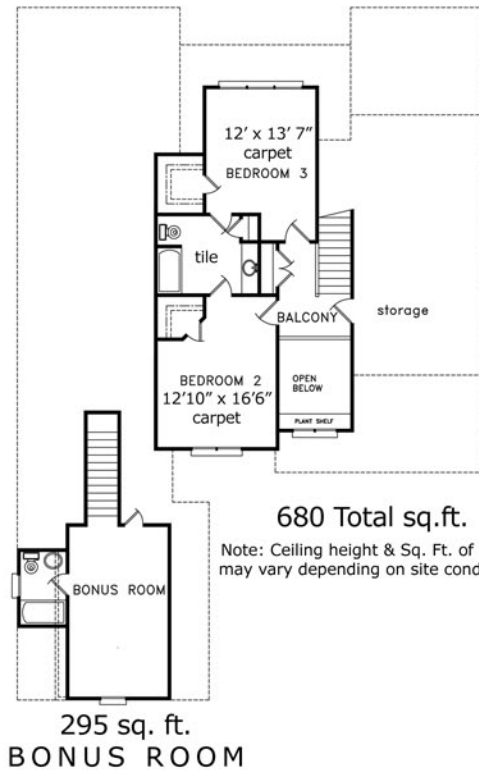 12' x 13' 7"
carpet
BEDROOM 3
tile
BALCONY
storage
BEDROOM 2
12'10" x 16'6"
carpet
OPEN
BELOW
PLANT SHELF
680 Total sq.ft.
Note: Ceiling height & Sq. Ft. of
may vary depending on site cond
BONUS ROOM
295 sq. ft.
BONUS ROOM